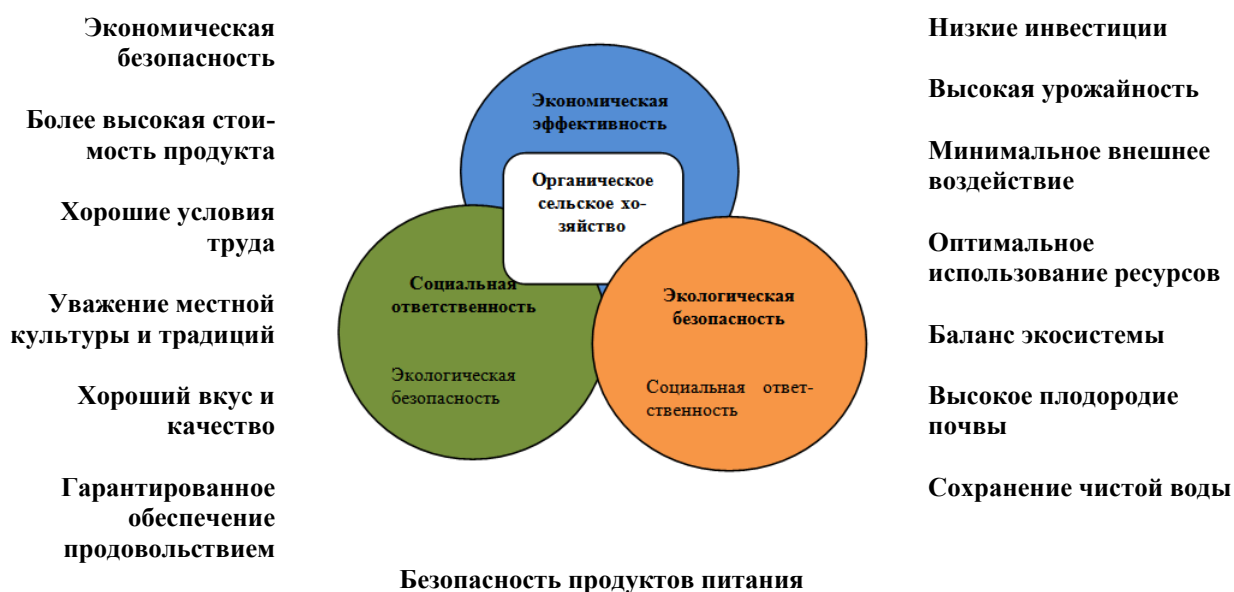 Экономическая
безопасность
Более высокая стои-
мость продукта
Хорошие условия
труда
Уважение местной
культуры и традиций
Хороший вкус и
качество
Гарантированное
обеспечение
продовольствием
Экономическая
эффективность
Органическое
сельское хо-
зяйство
Социальная
ответственность
Экологическая
безопасность
Экологическая
безопасность
Социальная ответ-
ственность
Низкие инвестиции
Высокая урожайность
Минимальное внешнее
воздействие
Оптимальное
использование ресурсов
Баланс экосистемы
Высокое плодородие
почвы
Сохранение чистой воды
Безопасность продуктов питания